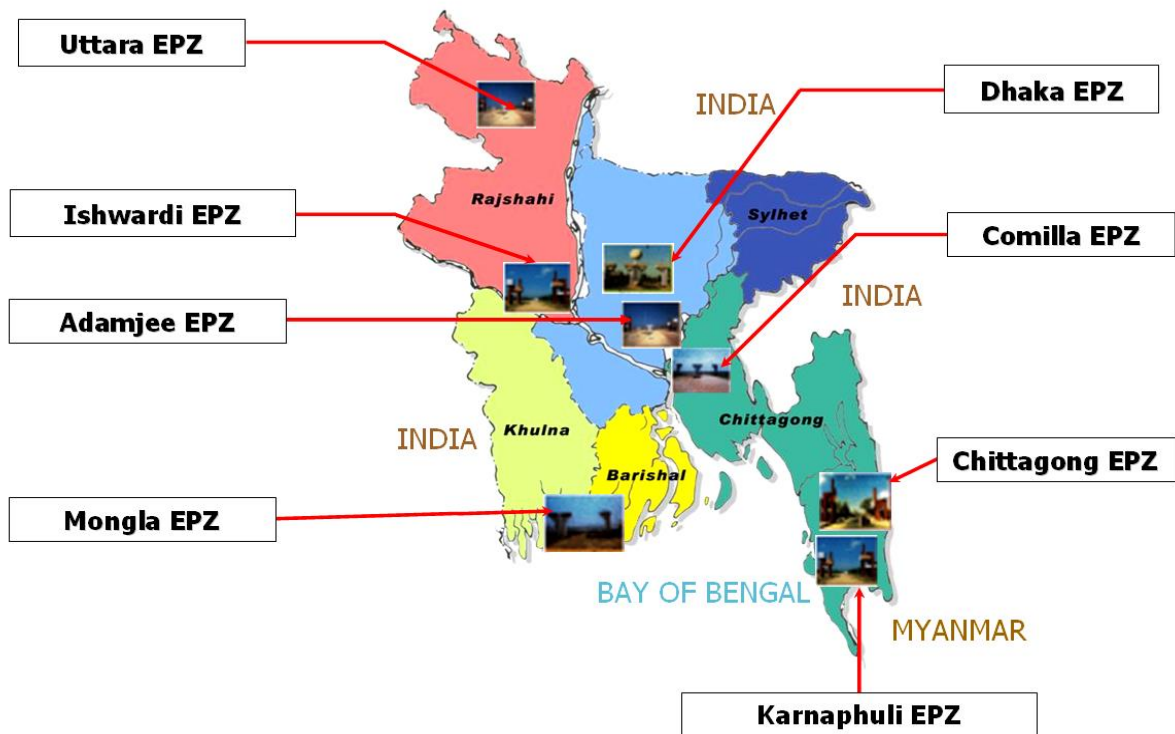 Uttara EPZ
INDIA
Dhaka EPZ
Rajshahi
Sylhet
Ishwardi EPZ
Comilla EPZ
INDIA
Adamjee EPZ
Chittagong
Khulna
INDIA
Barishal
Chittagong EPZ
Mongla EPZ
BAY OF BENGAL
MYANMAR
Karnaphuli EPZ